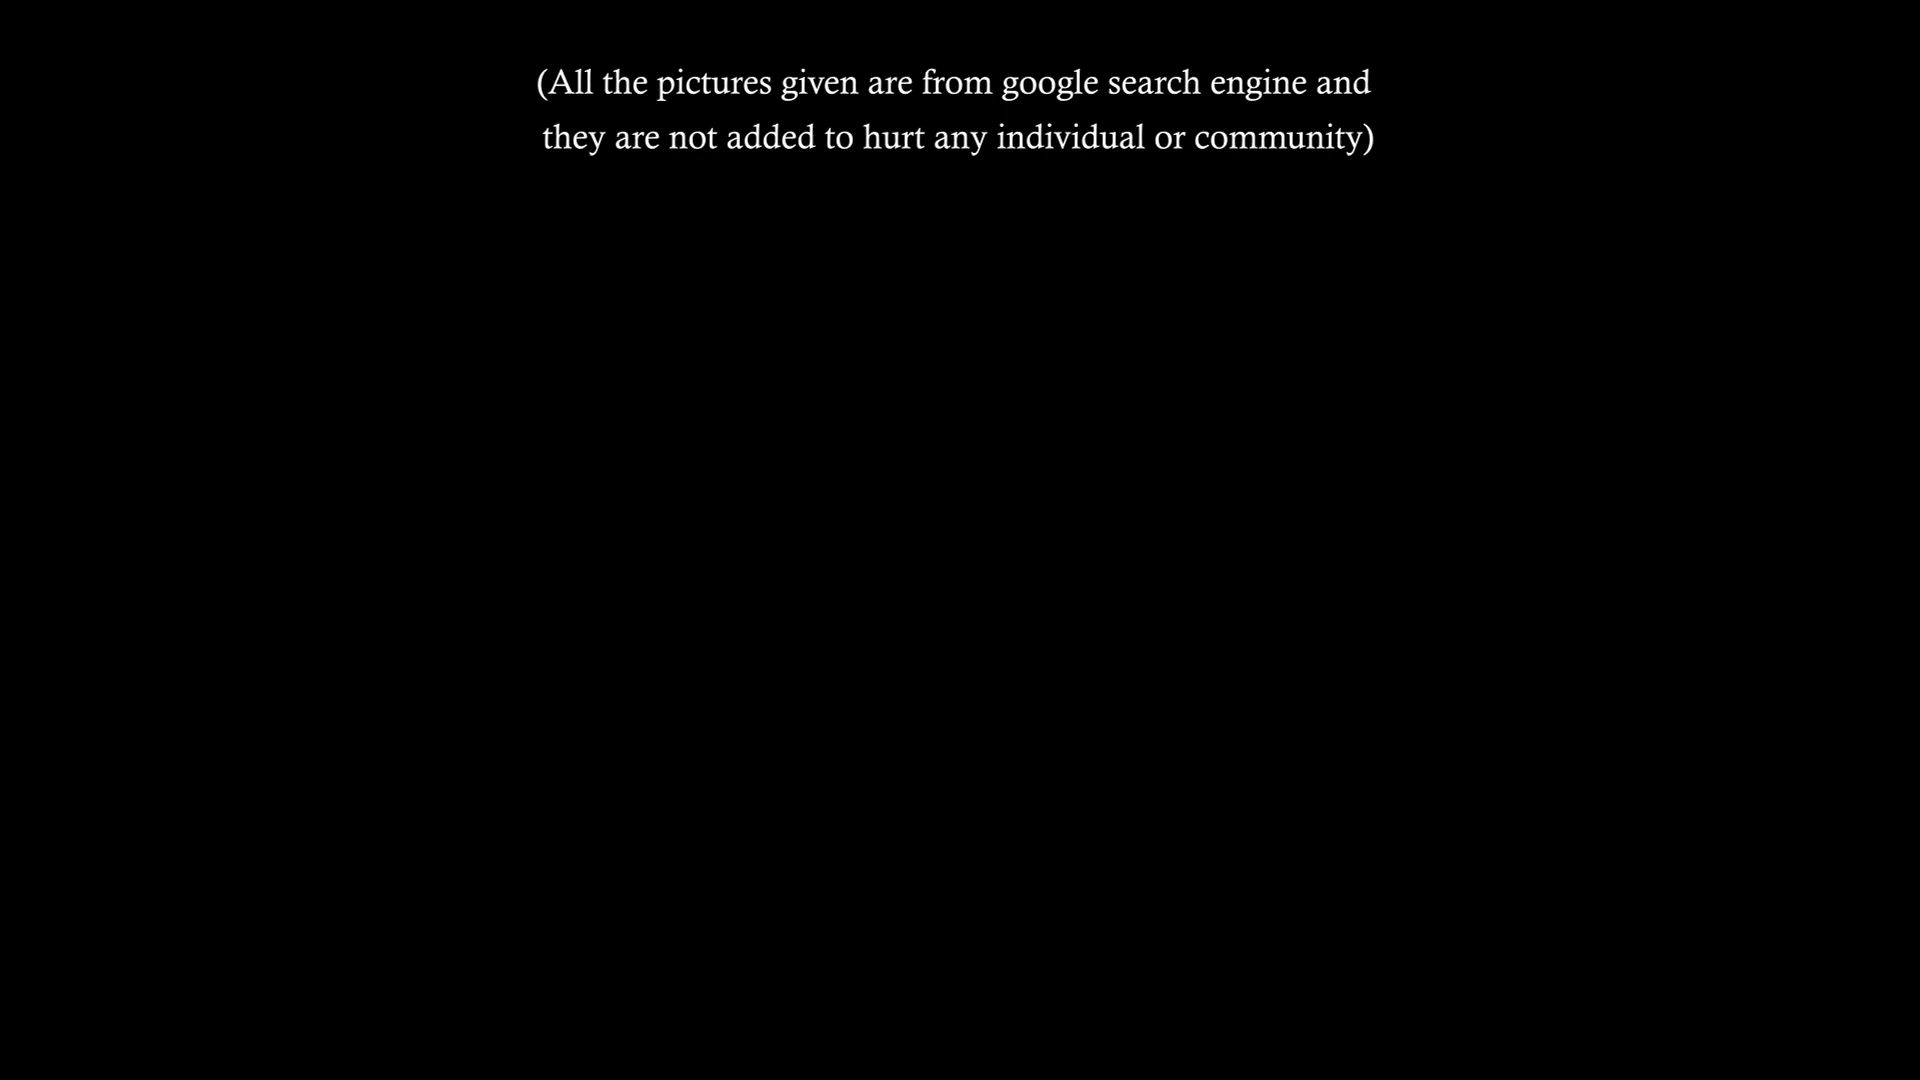 (All the pictures given are from google search engine and
they are not added to hurt any individual or community)